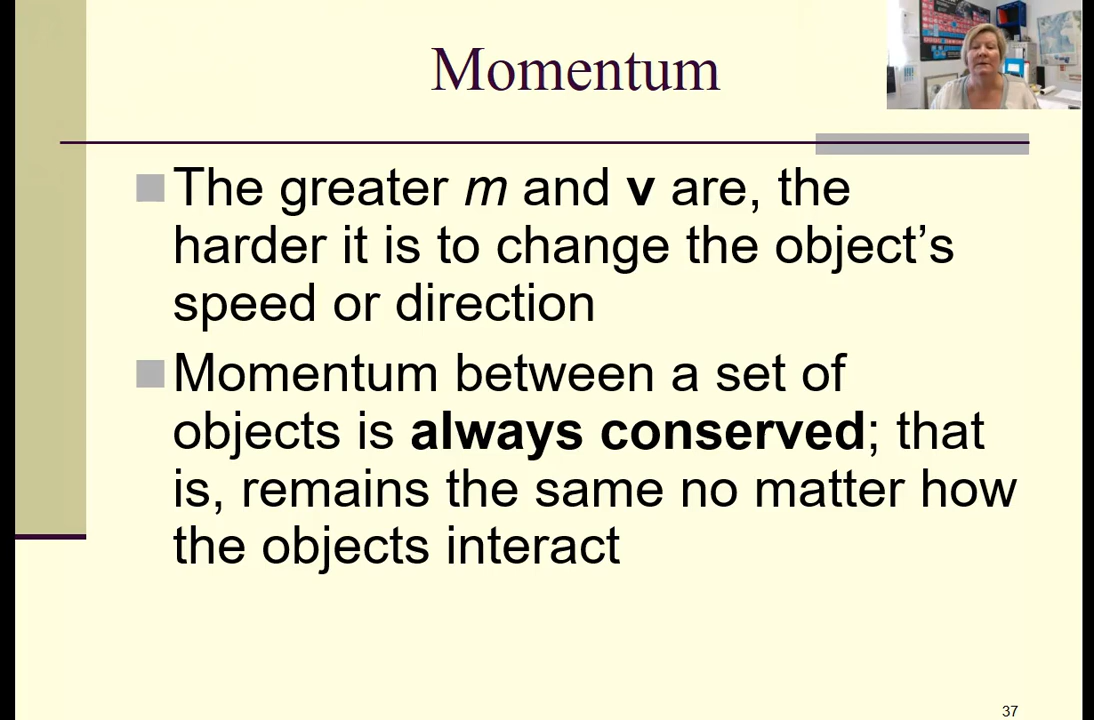 Momentum
The greater m and v are, the
harder it is to change the object’s
speed or direction
Momentum between a set of
objects is always conserved; that
is, remains the same no matter how
the objects interact
37